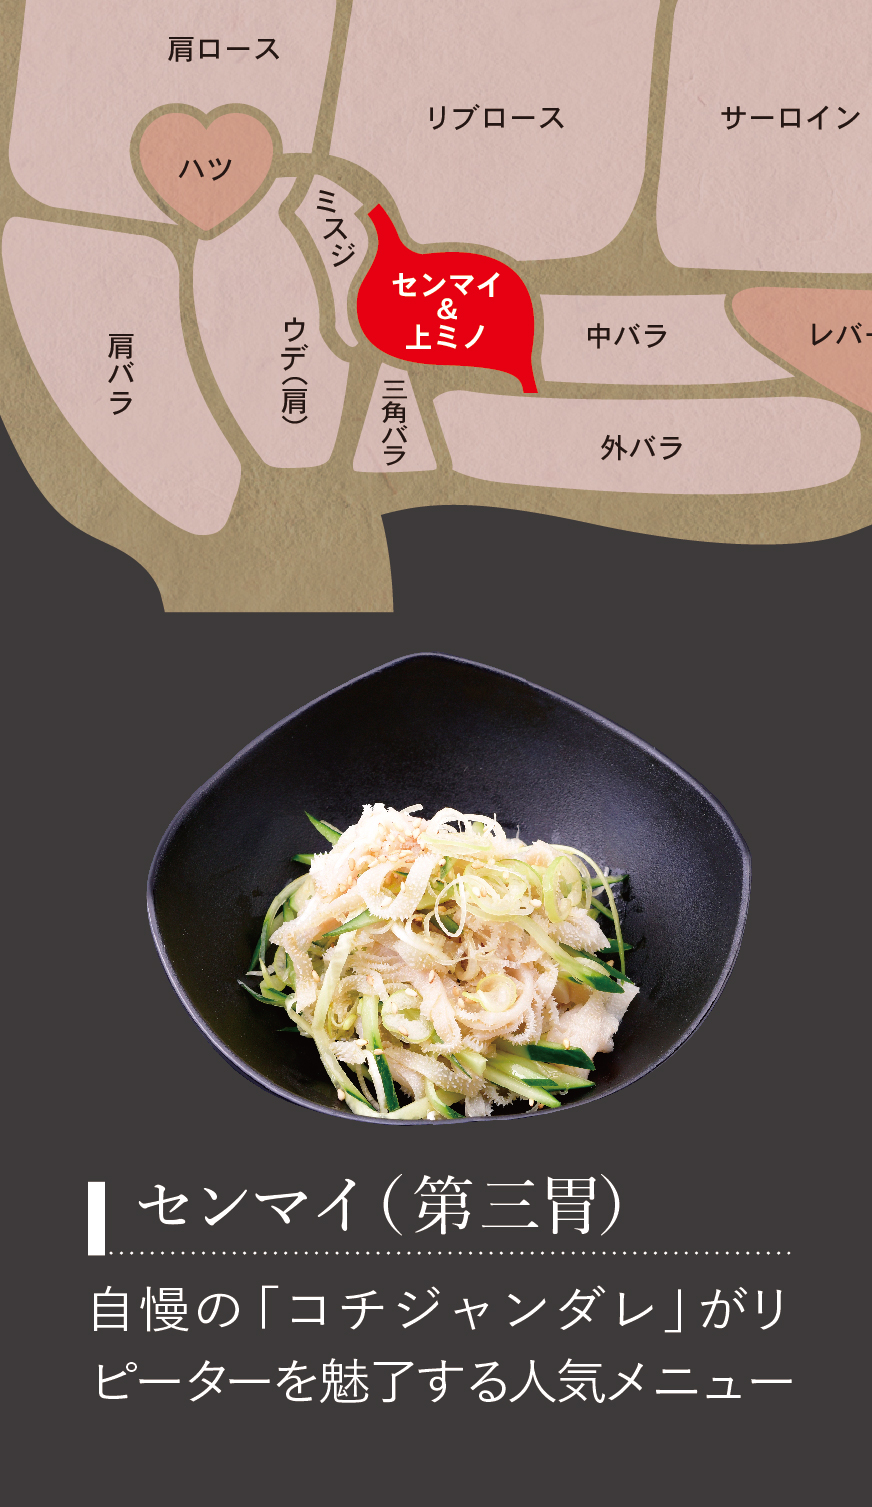 肩ロース
リブロース
サーロイン
ハツ
ミスジ
センマイ
&
上ミノ
肩バラ
ウデ（肩）
三角バラ
中バラ
レバー
外バラ
センマイ（第三胃）
自慢の「コチジャンダレ」がリ
ピーターを魅了する人気メニュー